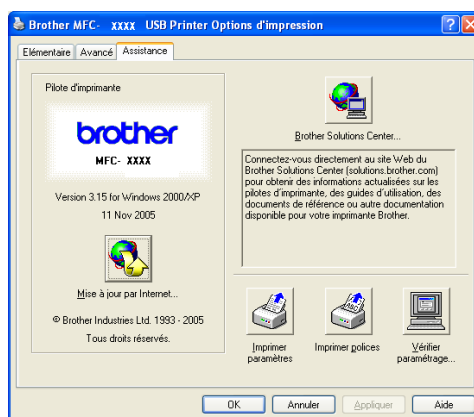 Brother MFC- xxxx USB Printer Options d'impression
Elémentaire Avancé Assistance
Pilote d'imprimante
brother
MFC- XXXX
Version 3.15 for Windows 2000/XP
11 Nov 2005
Mise à jour par Internet...
© Brother Industries Ltd. 1993 - 2005
Tous droits réservés.
Brother Solutions Center...
Connectez-vous directement au site Web du
Brother Solutions Center (solutions.brother.com)
pour obtenir des informations actualisées sur les
pilotes d'imprimante, des guides d'utilisation, des
documents de référence ou autre documentation
disponible pour votre imprimante Brother.
Imprimer
paramètres
Imprimer polices
ABC
Vérifier
paramétrage...
OK Annuler Appliquer Aide